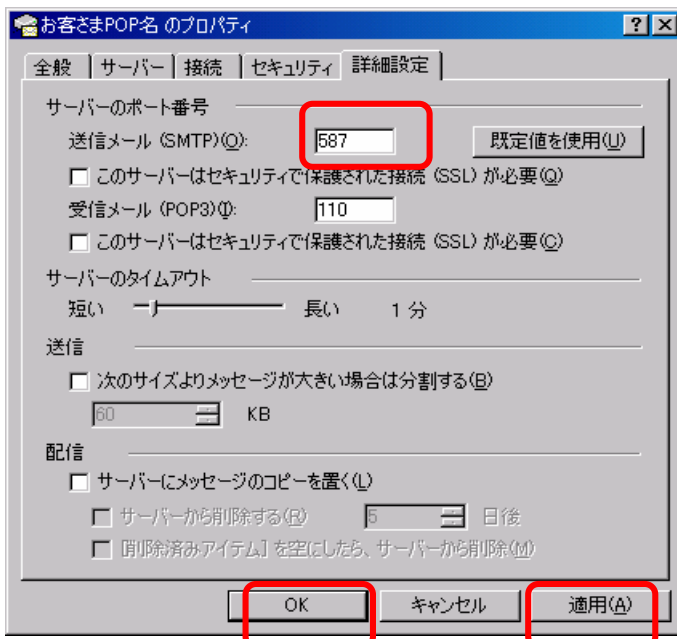 お客さまPOP名 のプロパティ
全般 サーバー 接続 セキュリティ 詳細設定
サーバーのポート番号
送信メール (SMTP)(O): 587 既定値を使用(U)
このサーバーはセキュリティで保護された接続 (SSL) が必要(Q)
受信メール (POP3)(I): 110
このサーバーはセキュリティで保護された接続 (SSL) が必要(C)
サーバーのタイムアウト
短い 長い 1 分
送信
次のサイズよりメッセージが大きい場合は分割する(B)
60 KB
配信
サーバーにメッセージのコピーを置く(L)
サーバーから削除する(R) 5 日後
[削除済みアイテム] を空にしたら、サーバーから削除(M)
OK キャンセル 適用(A)